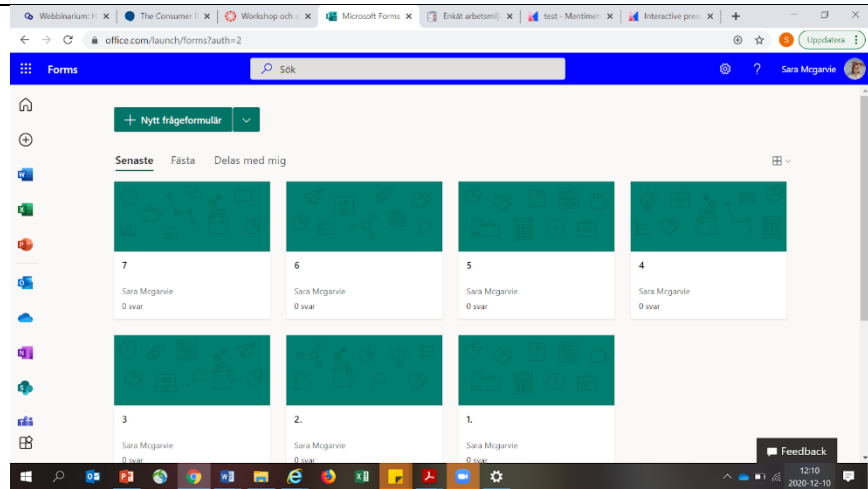 Webbinarium: H
The Consumer R
Workshop och s
Microsoft Forms
Enkät arbetsmilj
test - Mentimet
Interactive pres
office.com/launch/forms?auth=2
S
Uppdatera
Forms
Sök
?
Sara Mcgarvie
+ Nytt frågeformulär
Senaste Fästa Delas med mig
7
Sara Mcgarvie
0 svar
6
Sara Mcgarvie
0 svar
5
Sara Mcgarvie
0 svar
4
Sara Mcgarvie
0 svar
3
Sara Mcgarvie
0 svar
2.
Sara Mcgarvie
0 svar
1.
Sara Mcgarvie
0 svar
Feedback
12:10
2020-12-10